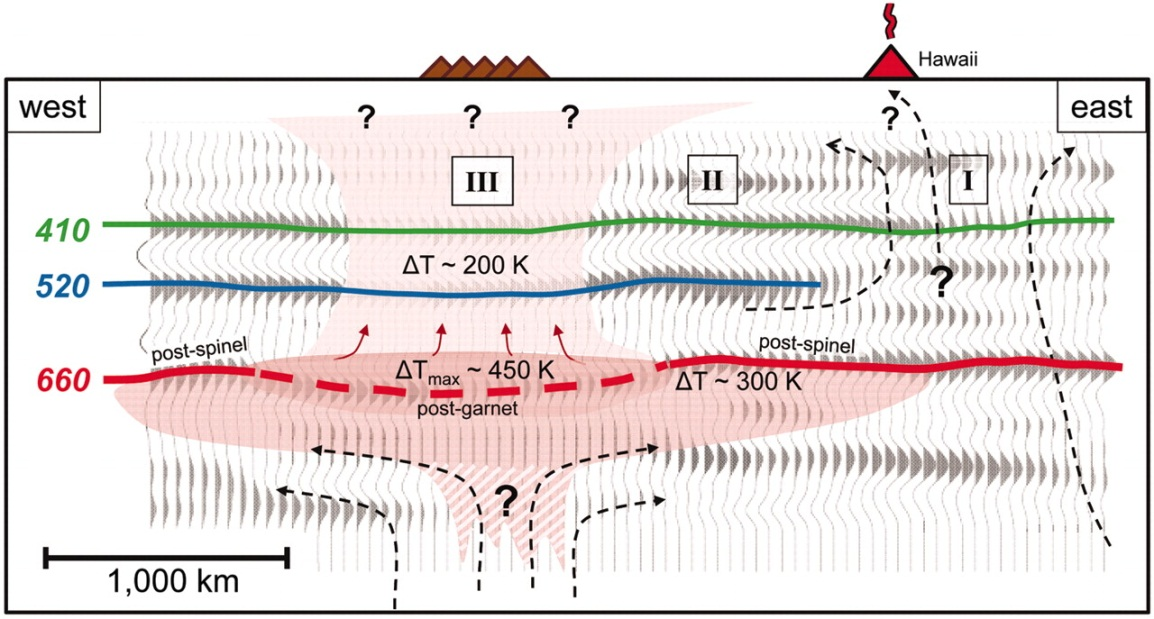 Hawaii
west
east
? ? ? ?
III
II
I
410
ΔT ~ 200 K
520
?
post-spinel
post-spinel
660
ΔTmax ~ 450 K
ΔT ~ 300 K
post-garnet
?
1,000 km